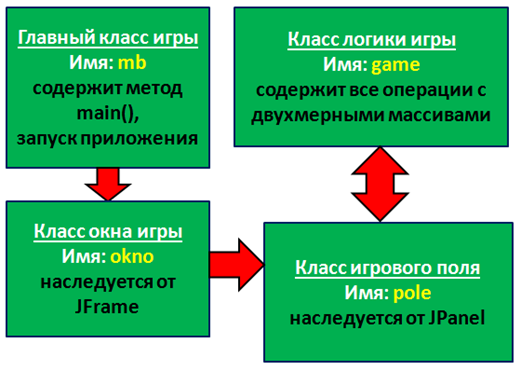 Главный класс игры
Имя: mb
содержит метод
main(),
запуск приложения
Класс логики игры
Имя: game
содержит все операции с
двухмерными массивами
Класс окна игры
Имя: okno
наследуется от
JFrame
Класс игрового поля
Имя: pole
наследуется от JPanel